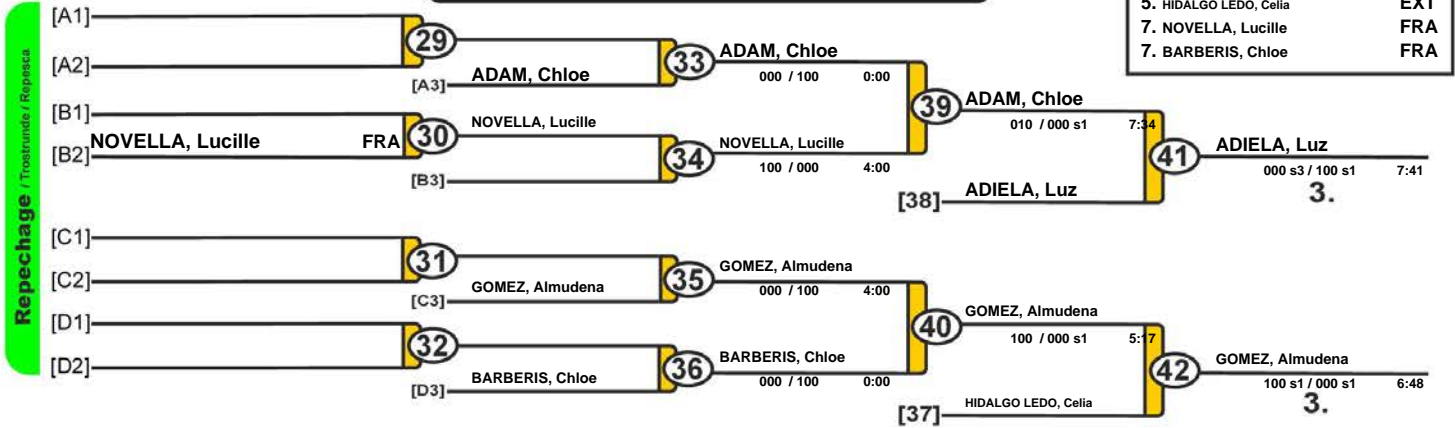 5. HIDALGO LEDO, Celia EXT
7. NOVELLA, Lucille FRA
7. BARBERIS, Chloe FRA
Repechage / Trostrunde / Repesca
[A1]
[A2]
29
[A3] ADAM, Chloe
33
ADAM, Chloe
000 / 100 0:00
[B1]
[B2] NOVELLA, Lucille FRA
30
NOVELLA, Lucille
[B3]
34
NOVELLA, Lucille
100 / 000 4:00
39
ADAM, Chloe
010 / 000 s1 7:34
[38] ADIELA, Luz
41
ADIELA, Luz
000 s3 / 100 s1 7:41
3.
[C1]
[C2]
31
[C3] GOMEZ, Almudena
35
GOMEZ, Almudena
000 / 100 4:00
[D1]
[D2]
32
[D3] BARBERIS, Chloe
36
BARBERIS, Chloe
000 / 100 0:00
40
GOMEZ, Almudena
100 / 000 s1 5:17
[37] HIDALGO LEDO, Celia
42
GOMEZ, Almudena
100 s1 / 000 s1 6:48
3.